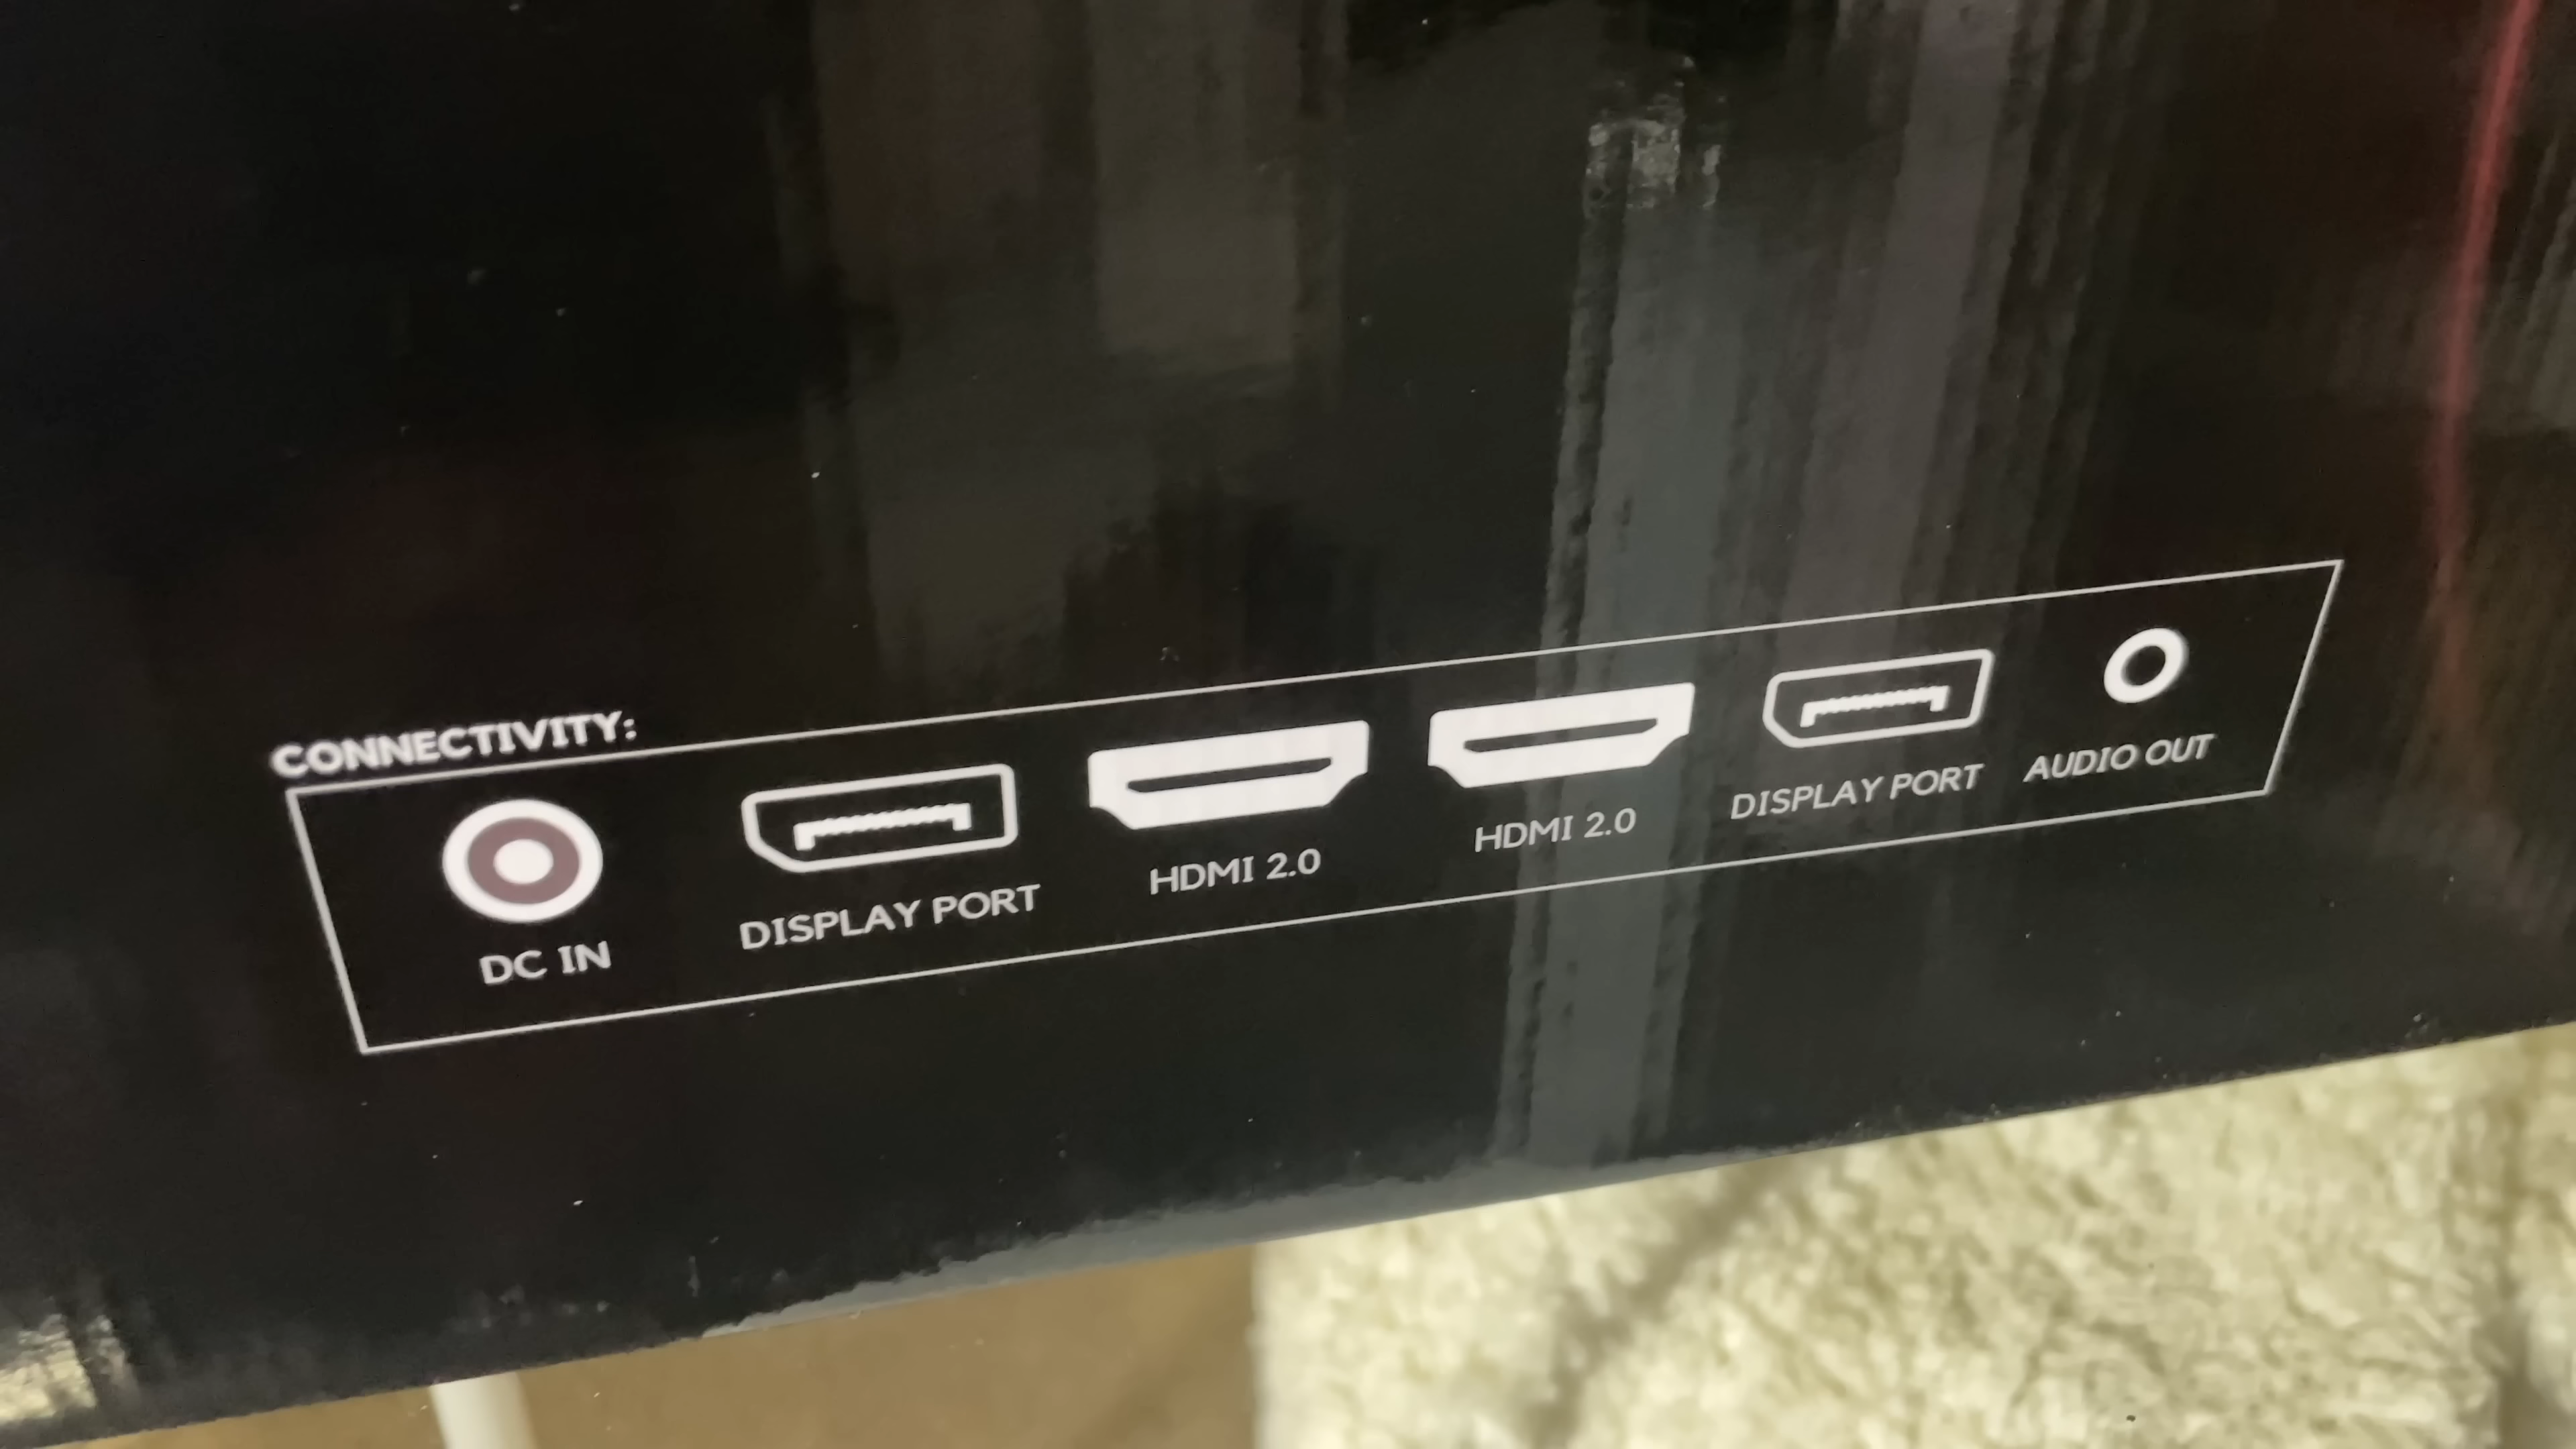 CONNECTIVITY:
DC IN
DISPLAY PORT
HDMI 2.0
HDMI 2.0
DISPLAY PORT
AUDIO OUT